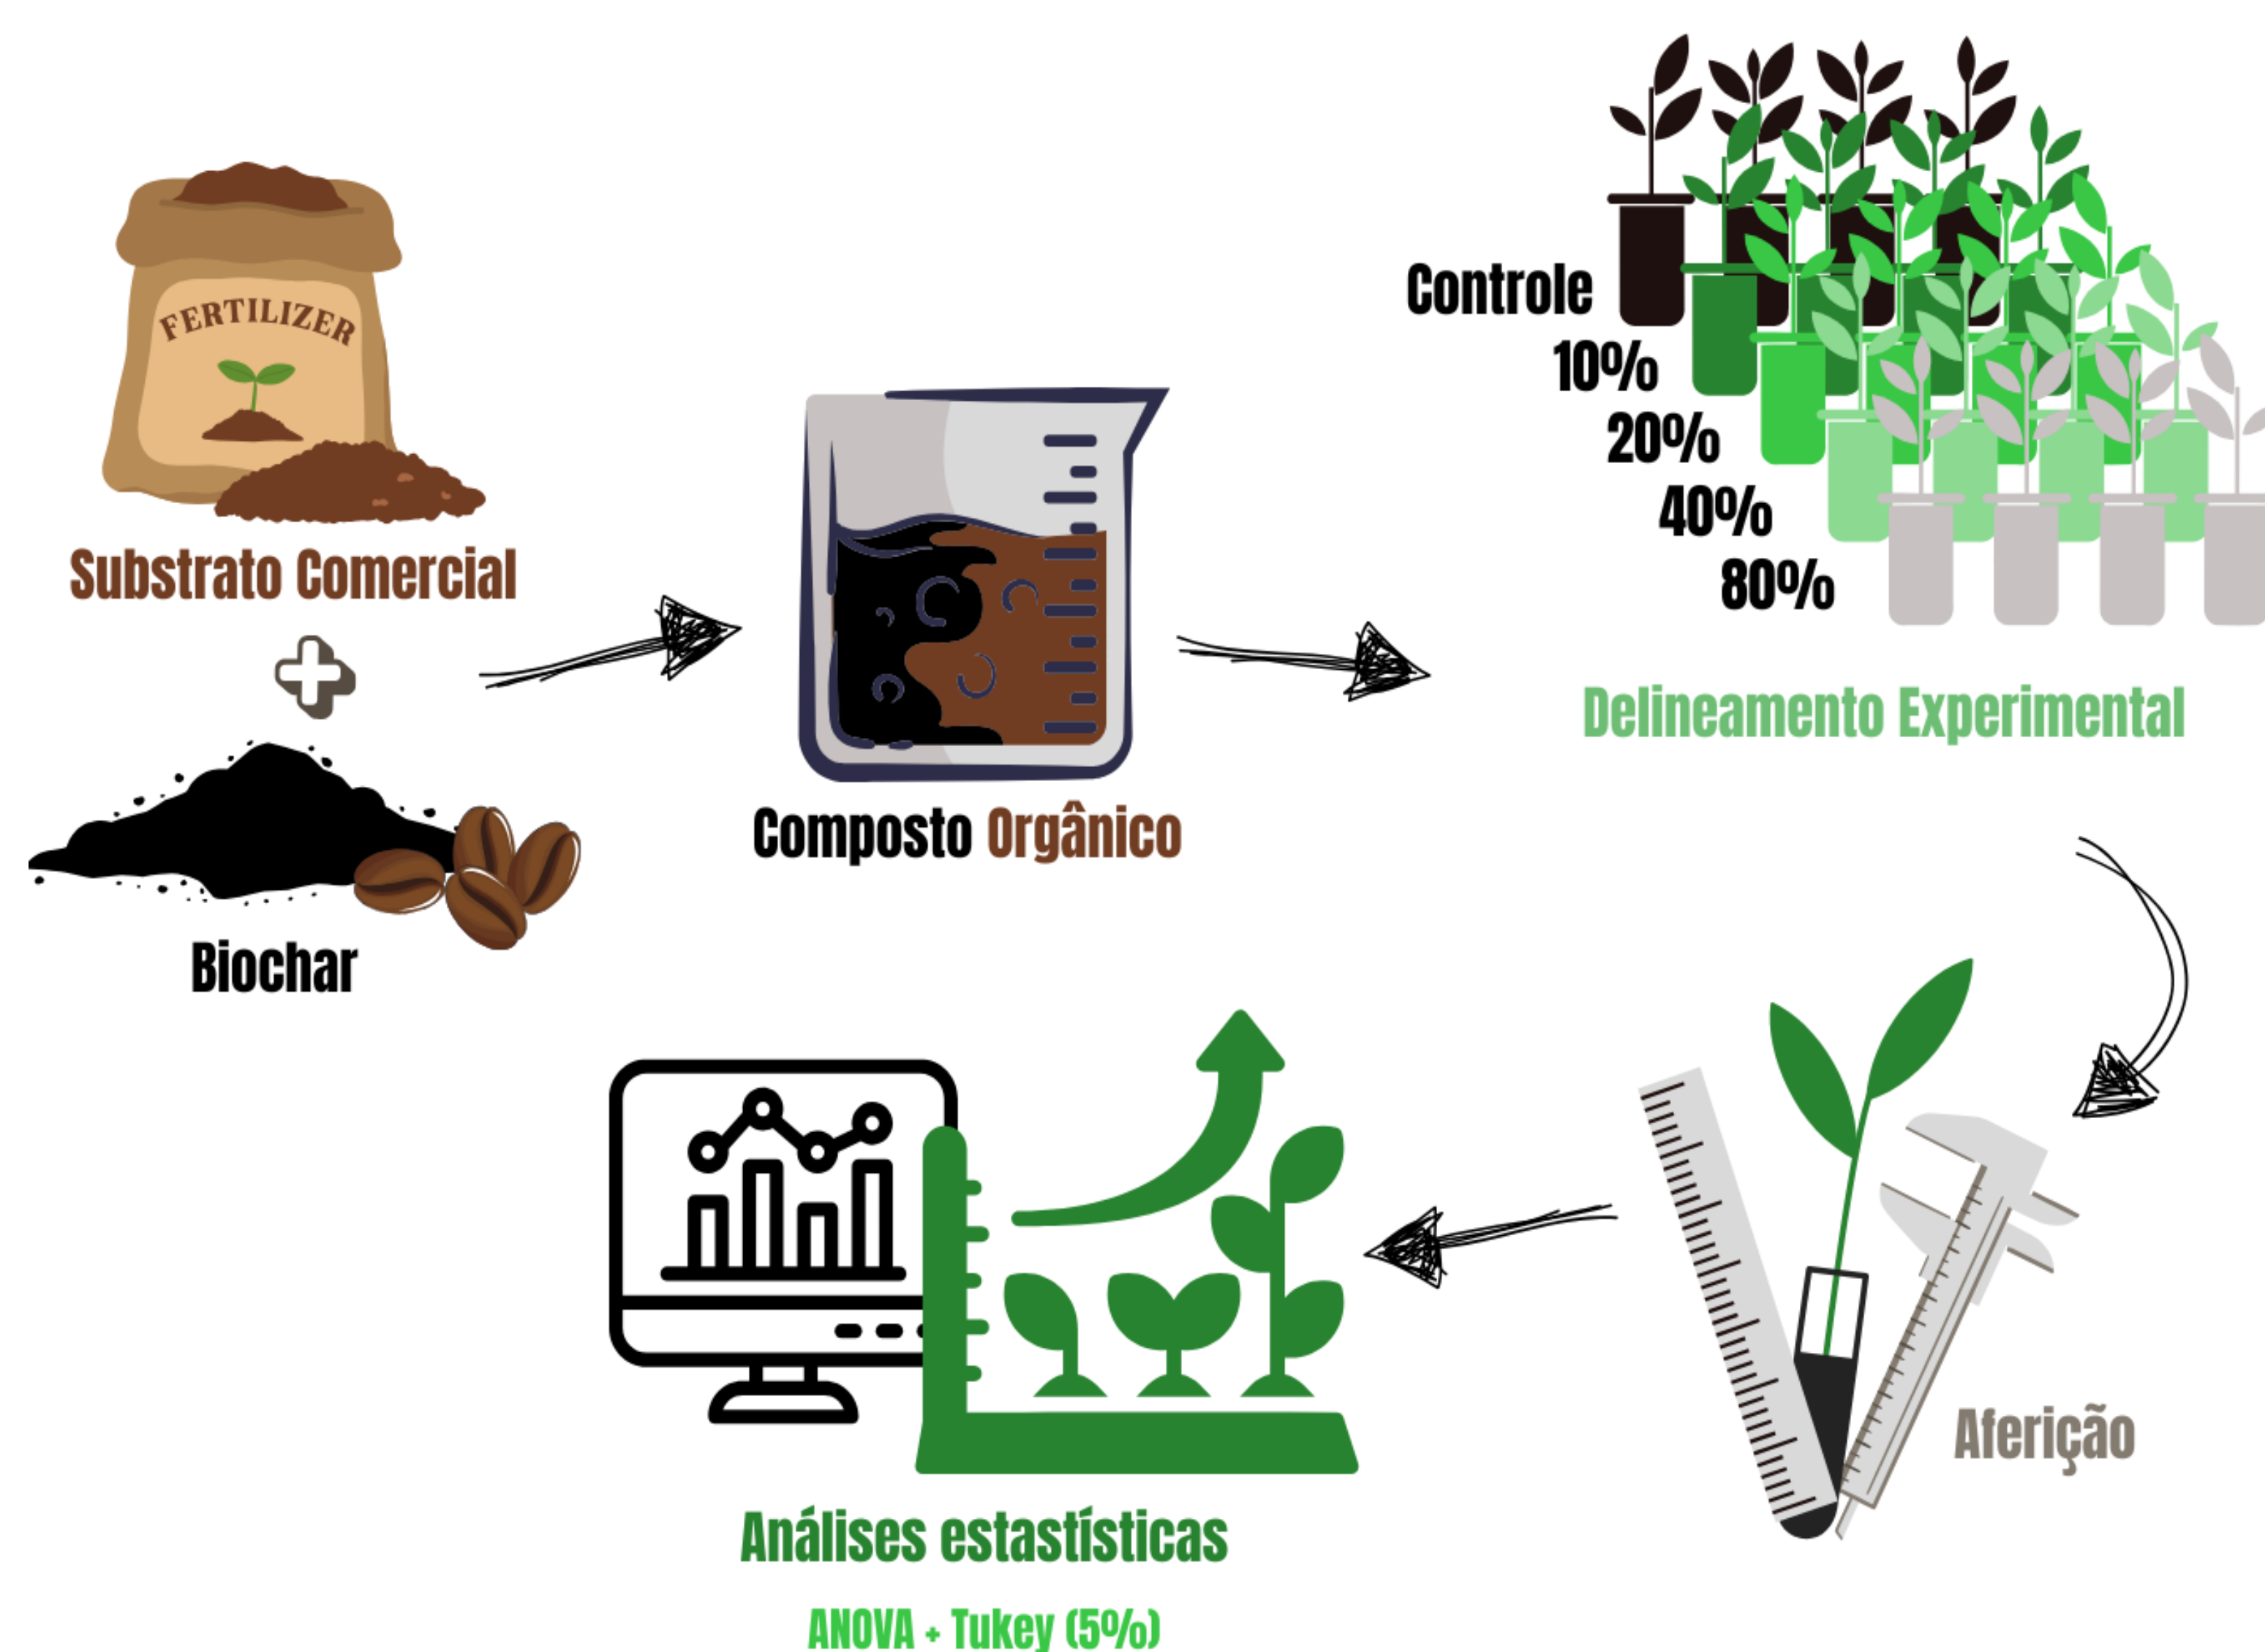 FERTILIZER
Substrato Comercial
Biochar
Composto Orgânico
Controle
10%
20%
40%
80%
Delineamento Experimental
Aferição
Análises estastísticas
ANOVA + Tukey (5%)